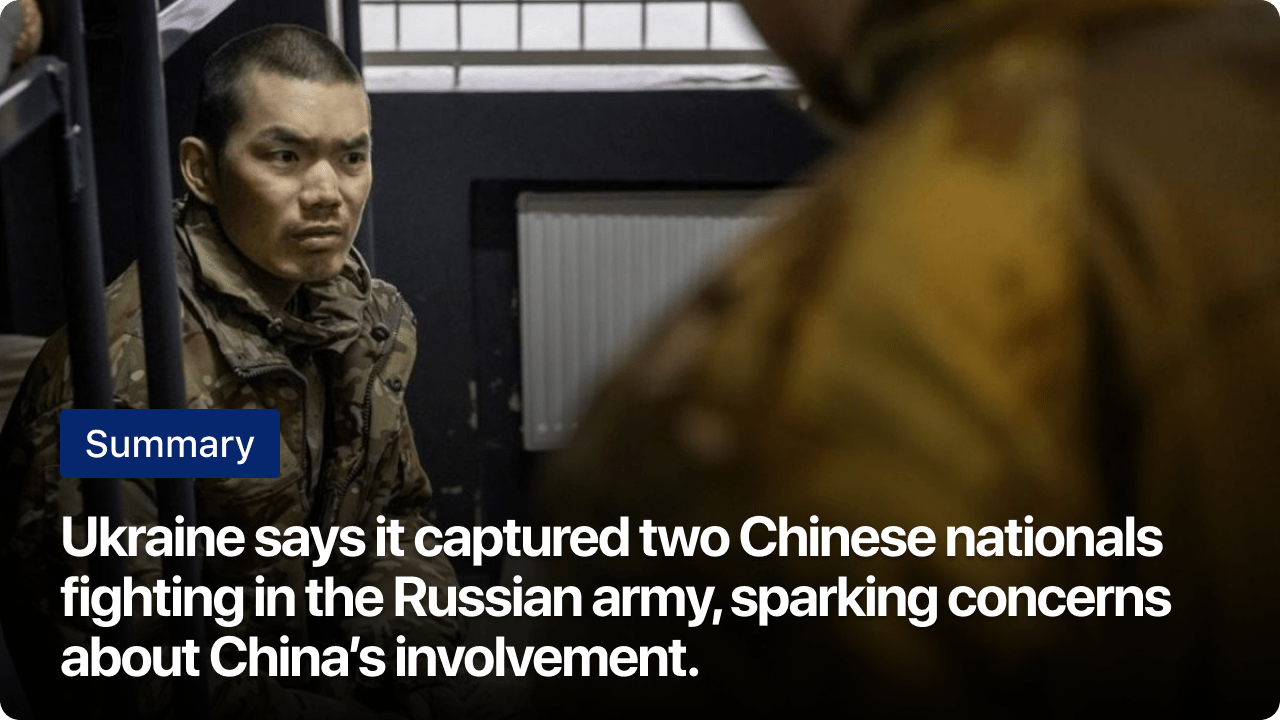 Summary
Ukraine says it captured two Chinese nationals
fighting in the Russian army, sparking concerns
about China’s involvement.